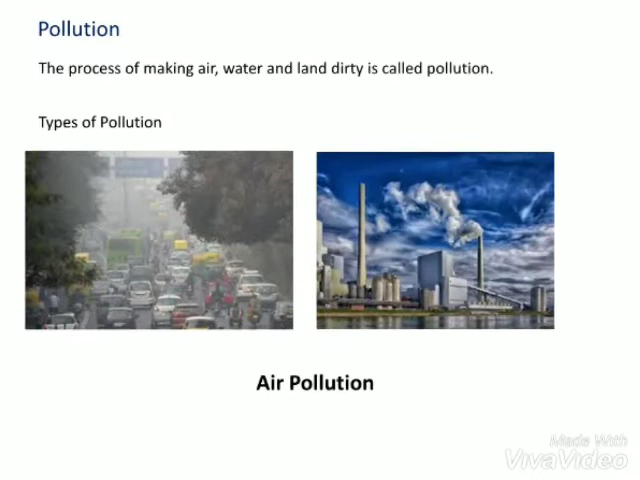 Pollution
The process of making air, water and land dirty is called pollution.
Types of Pollution
Air Pollution
Made With
VivaVideo